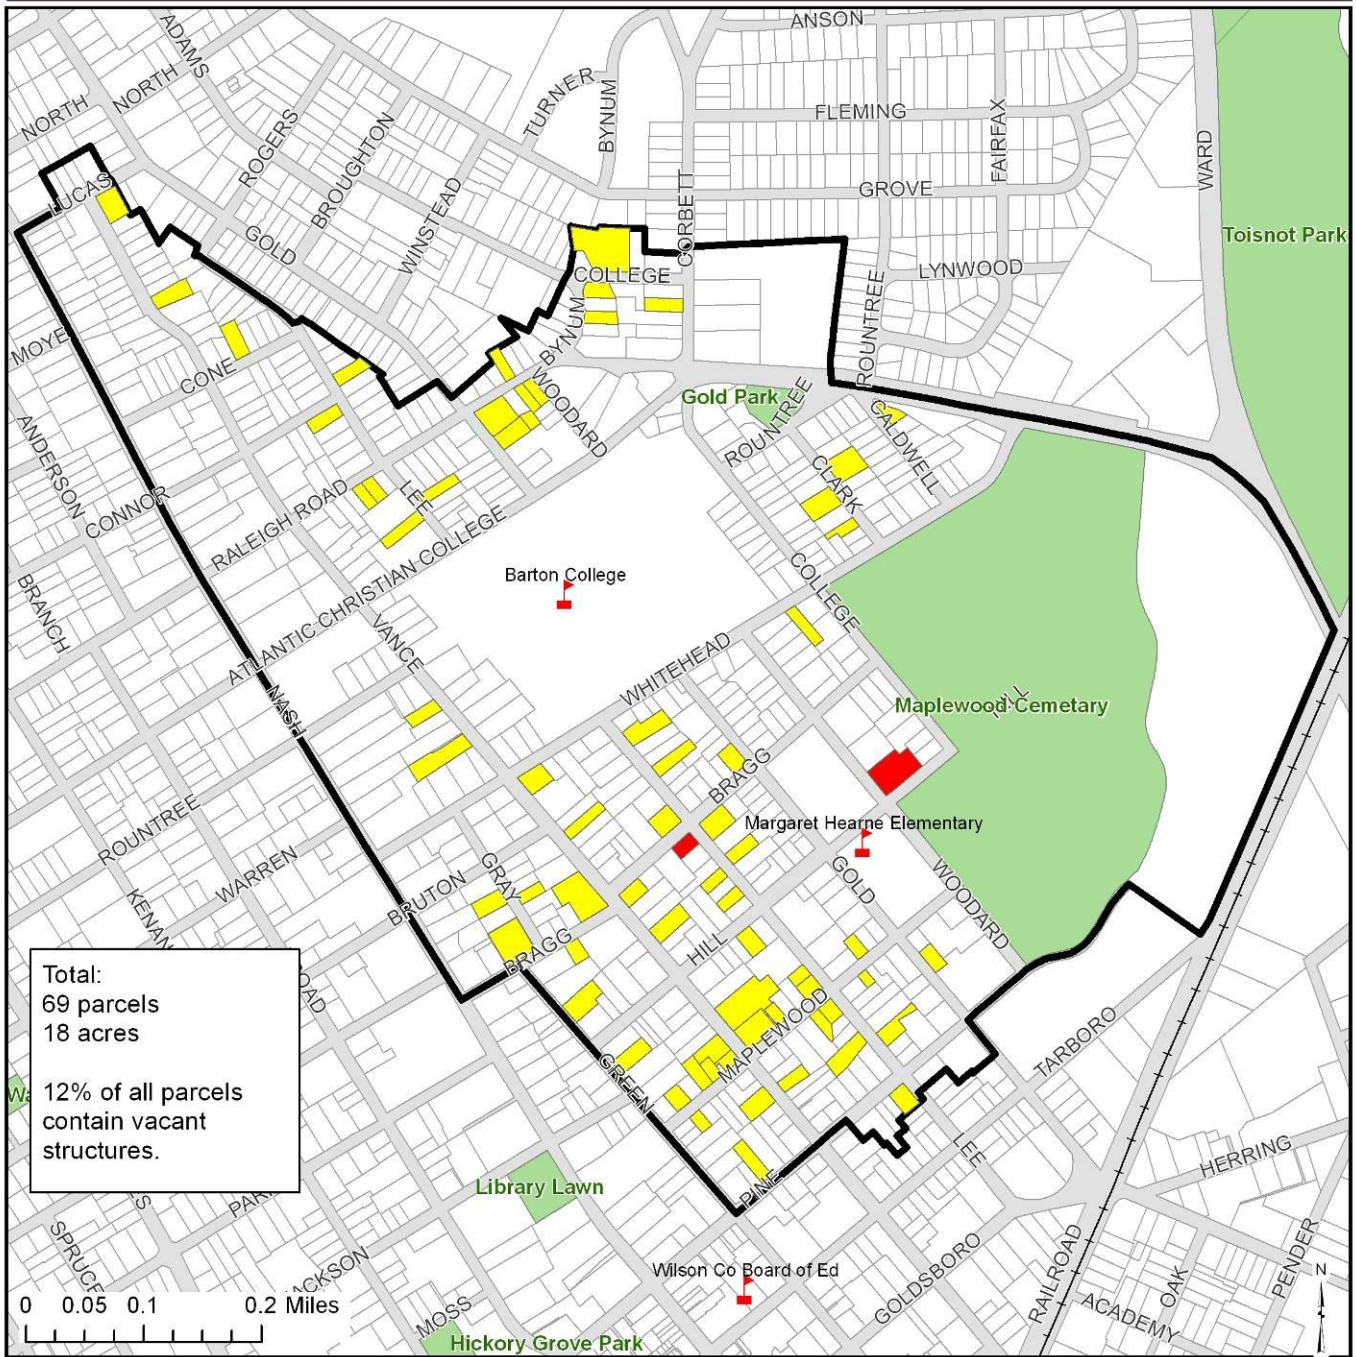 ANSON
ADAMS
NORTH
NORTH
TURNER
BYNUM
FLEMING
FAIRFAX
WARD
ROGERS
BROUGHTON
CORBETT
GROVE
LUCAS
WINSTEAD
GOLD
Toisnot Park
COLLEGE
LYNWOOD
ROUNTREE
MOYE
BYNUM
CONE
WOODARD
Gold Park
ROUNTREE
CALDWELL
ANDERSON
CLARK
CONNOR
LEE
RALEIGH ROAD
ATLANTIC CHRISTIAN COLLEGE
Barton College
COLLEGE
BRANCH
VANCE
WHITEHEAD
NASH
HILL
Maplewood Cemetary
BRAGG
ROUNTREE
Margaret Hearne Elementary
WARREN
GRAY
GOLD
BRUTON
KENAN
WOODARD
BRAGG
HILL
Total:
69 parcels
18 acres
12% of all parcels
contain vacant
structures.
OAD
MAPLEWOOD
TARBORO
GREEN
Wa
LEE
HERRING
PINE
Library Lawn
PAR
S
SPRUCE
JACKSON
Wilson Co Board of Ed
GOLDSBORO
RAILROAD
OAK
PENDER
N
0 0.05 0.1 0.2 Miles
MOSS
ACADEMY
Hickory Grove Park